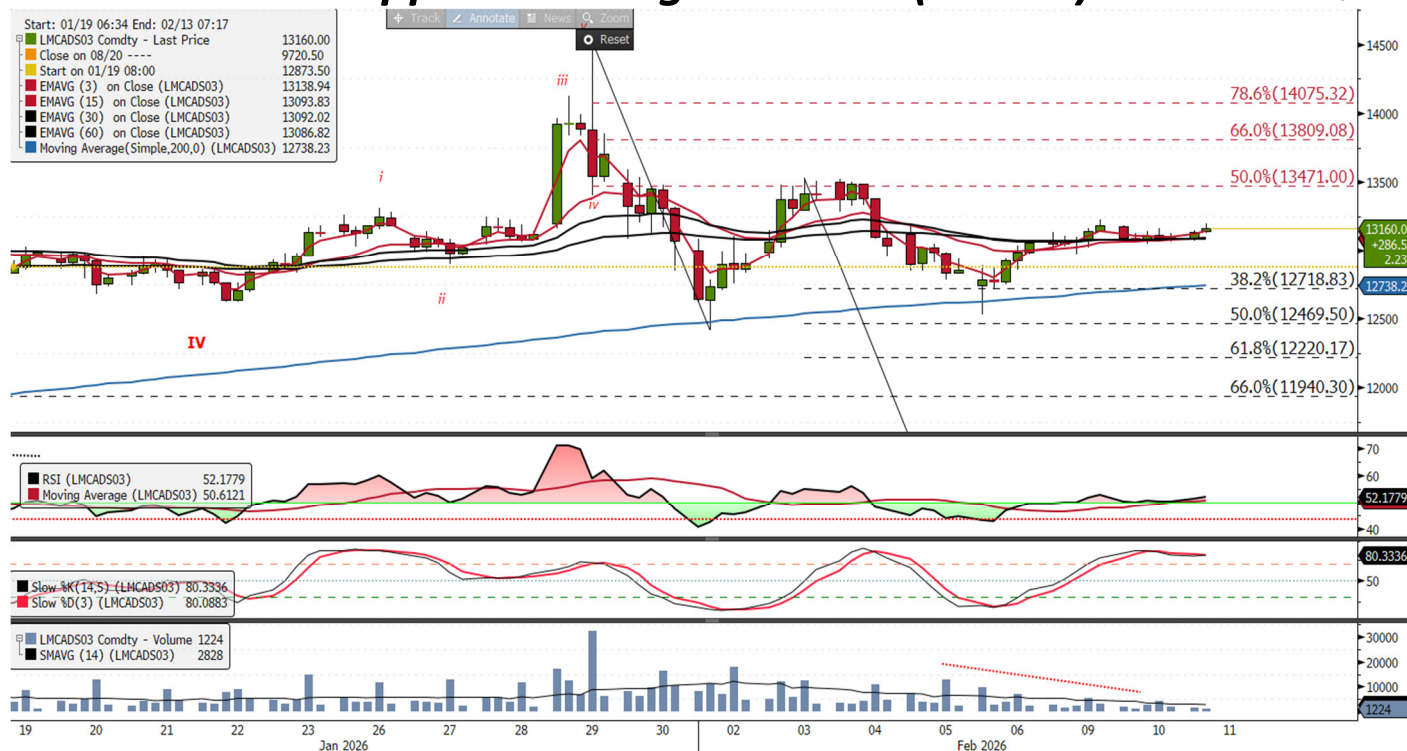 Start: 01/19 06:34 End: 02/13 07:17
LMCADS03 Comdty - Last Price 13160.00
Close on 08/20 ---- 9720.50
Start on 01/19 08:00 12873.50
EMAVG (3) on Close (LMCADS03) 13138.94
EMAVG (15) on Close (LMCADS03) 13093.83
EMAVG (30) on Close (LMCADS03) 13092.02
EMAVG (60) on Close (LMCADS03) 13086.82
Moving Average(Simple,200,0) (LMCADS03) 12738.23
Track Annotate News Zoom
Reset
14500
iii
78.6%(14075.32)
14000
66.0%(13809.08)
i
50.0%(13471.00)
13500
iv
13160.0
+286.5
2.23
ii
38.2%(12718.83)
12738.2
50.0%(12469.50)
12500
IV
61.8%(12220.17)
12000
66.0%(11940.30)
70
RSI (LMCADS03) 52.1779
60
Moving Average (LMCADS03) 50.6121
52.1779
40
80.3336
Slow %K(14,5) (LMCADS03) 80.3336
50
Slow %D(3) (LMCADS03) 80.0883
LMCADS03 Comdty - Volume 1224
30000
SMAVG (14) (LMCADS03) 2828
20000
10000
1224
19 20 21 22 23 26 27 28 29 30 02 03 04 05 06 09 10 11
Jan 2026 Feb 2026